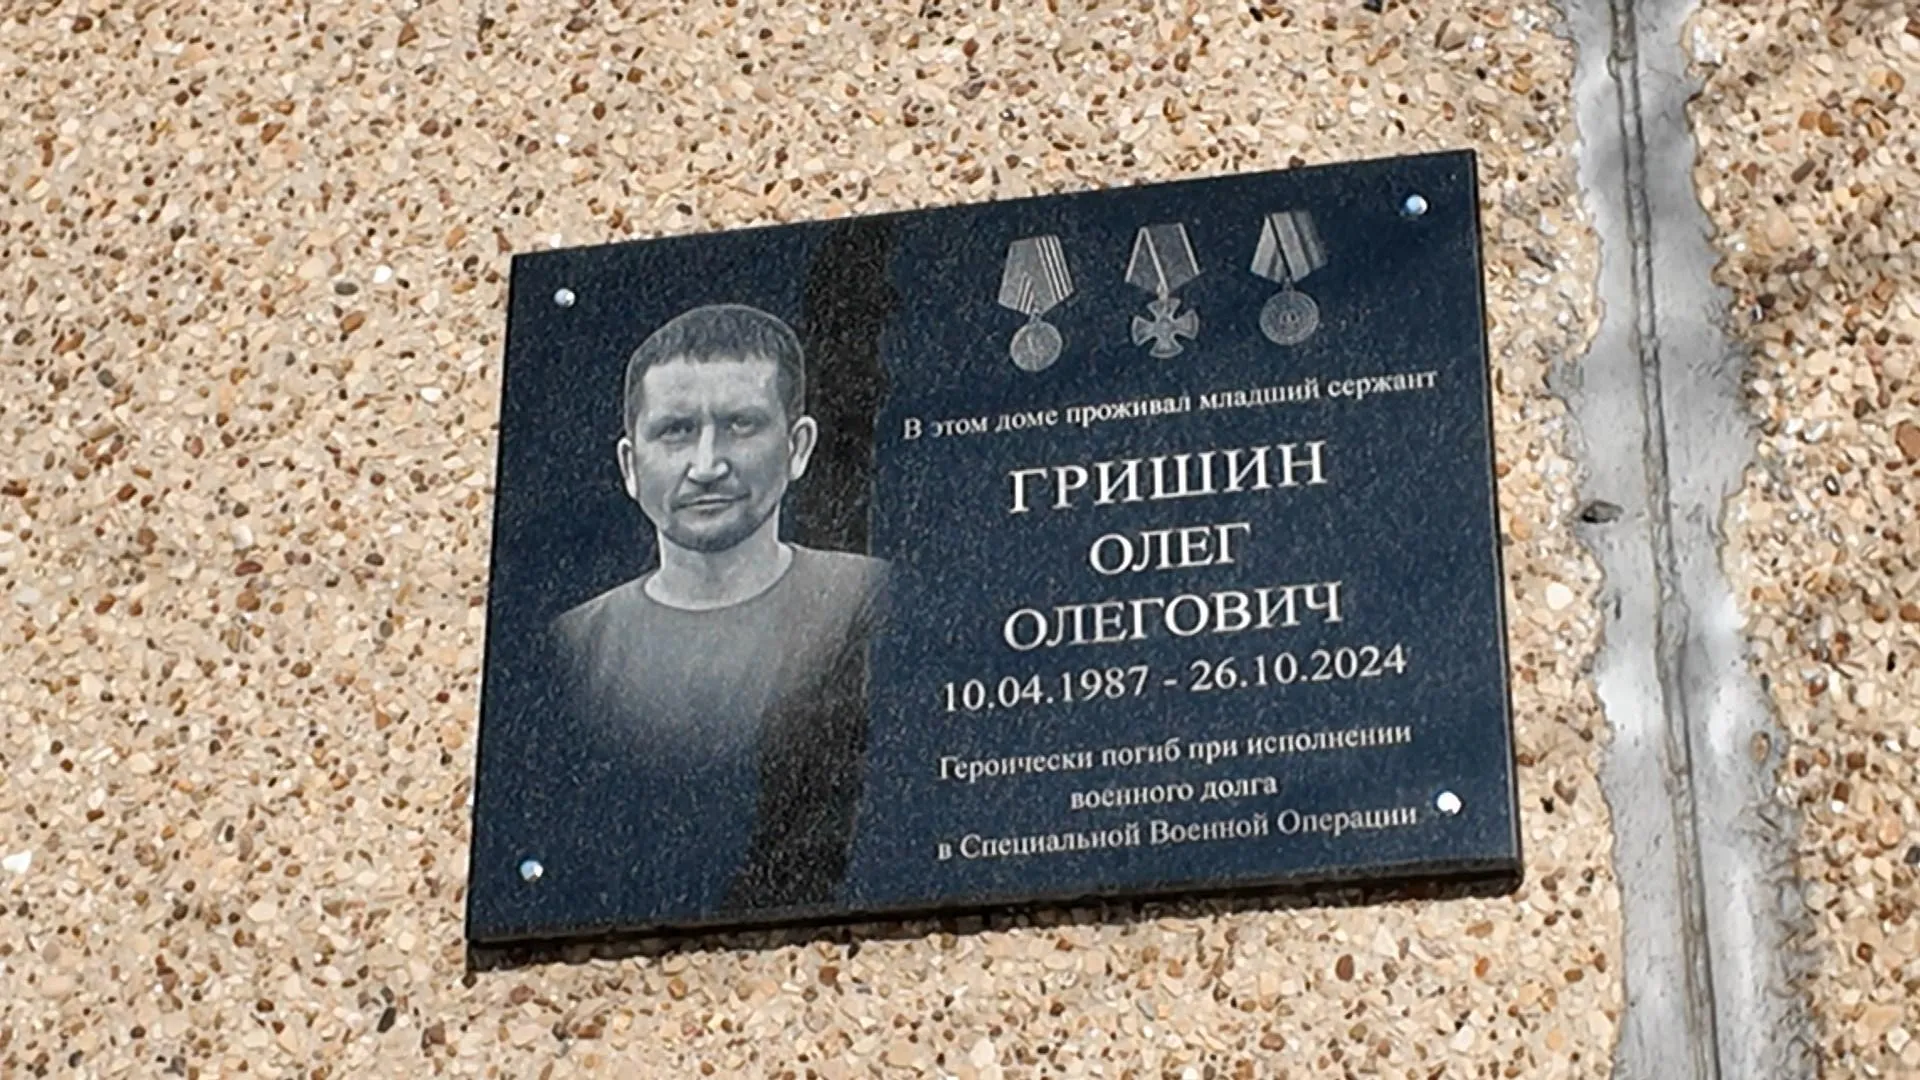 В этом доме проживал младший сержант
ГРИШИН
ОЛЕГ
ОЛЕГОВИЧ
10.04.1987 - 26.10.2024
Героически погиб при исполнении
военного долга
в Специальной Военной Операции